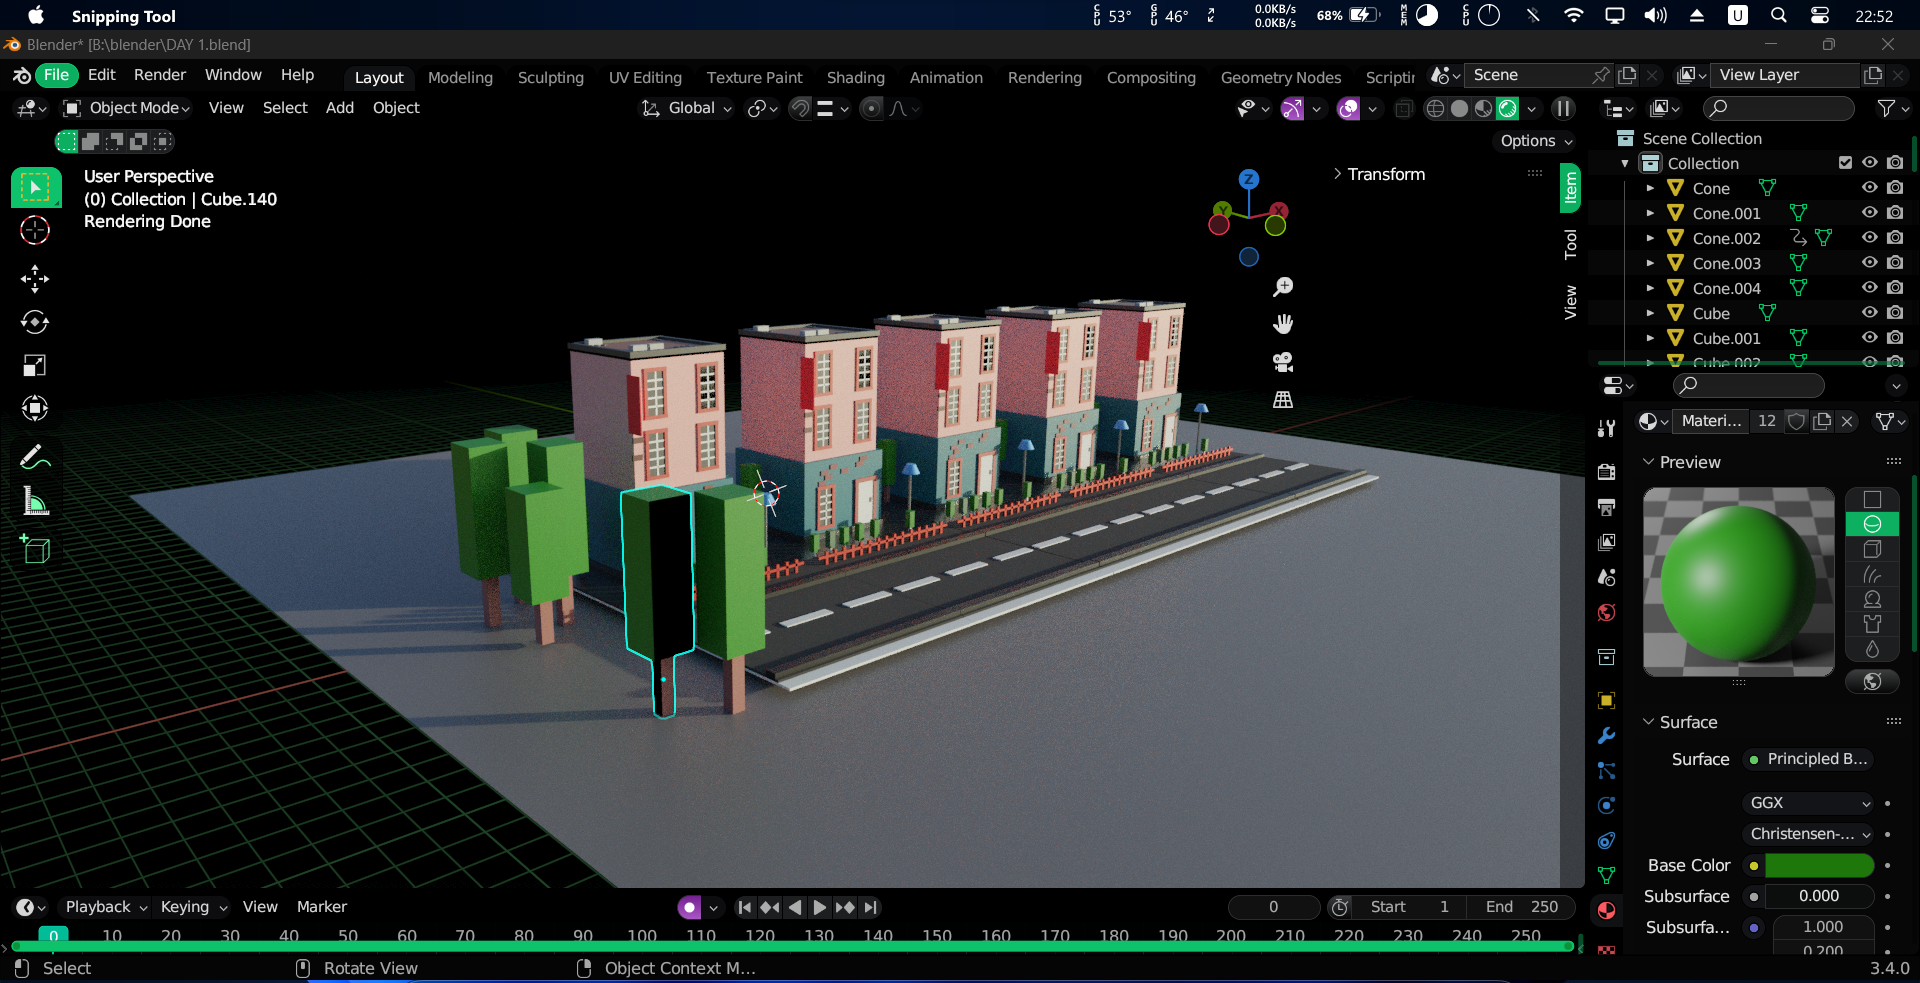 Snipping Tool
CPU 53°
GPU 46°
0.0KB/s
0.0KB/s
68%
MEM
CPU
U
22:52
Blender* [B:\blender\DAY 1.blend]
File Edit Render Window Help
Layout Modeling Sculpting UV Editing Texture Paint Shading Animation Rendering Compositing Geometry Nodes Scriptin
Scene
View Layer
Object Mode View Select Add Object
Global
Options
User Perspective
(0) Collection | Cube.140
Rendering Done
Transform
Item
Tool
View
Z
Y
X
Scene Collection
Collection
Cone
Cone.001
Cone.002
Cone.003
Cone.004
Cube
Cube.001
Cube.002
Materi... 12
Preview
Surface
Surface Principled B...
GGX
Christensen-...
Base Color
Subsurface 0.000
Subsurfa... 1.000
0.200
Playback Keying View Marker
0 Start 1 End 250
0 10 20 30 40 50 60 70 80 90 100 110 120 130 140 150 160 170 180 190 200 210 220 230 240 250
Select Rotate View Object Context M...
3.4.0